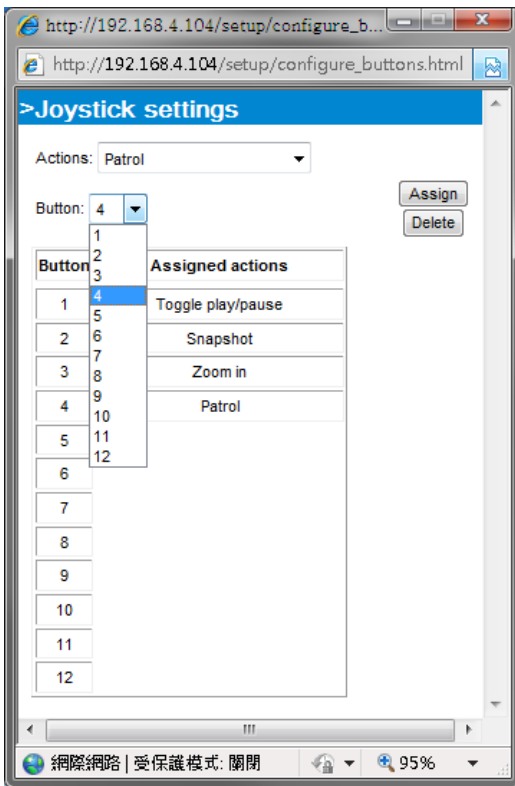 http://192.168.4.104/setup/configure_b...
http://192.168.4.104/setup/configure_buttons.html
>Joystick settings
Actions: Patrol
Assign
Button: 4
Delete
1
2
3
4
5
6
7
8
9
10
11
12
Button Assigned actions
1 Toggle play/pause
2 Snapshot
3 Zoom in
4 Patrol
5
6
7
8
9
10
11
12
網際網路 | 受保護模式: 關閉 95%